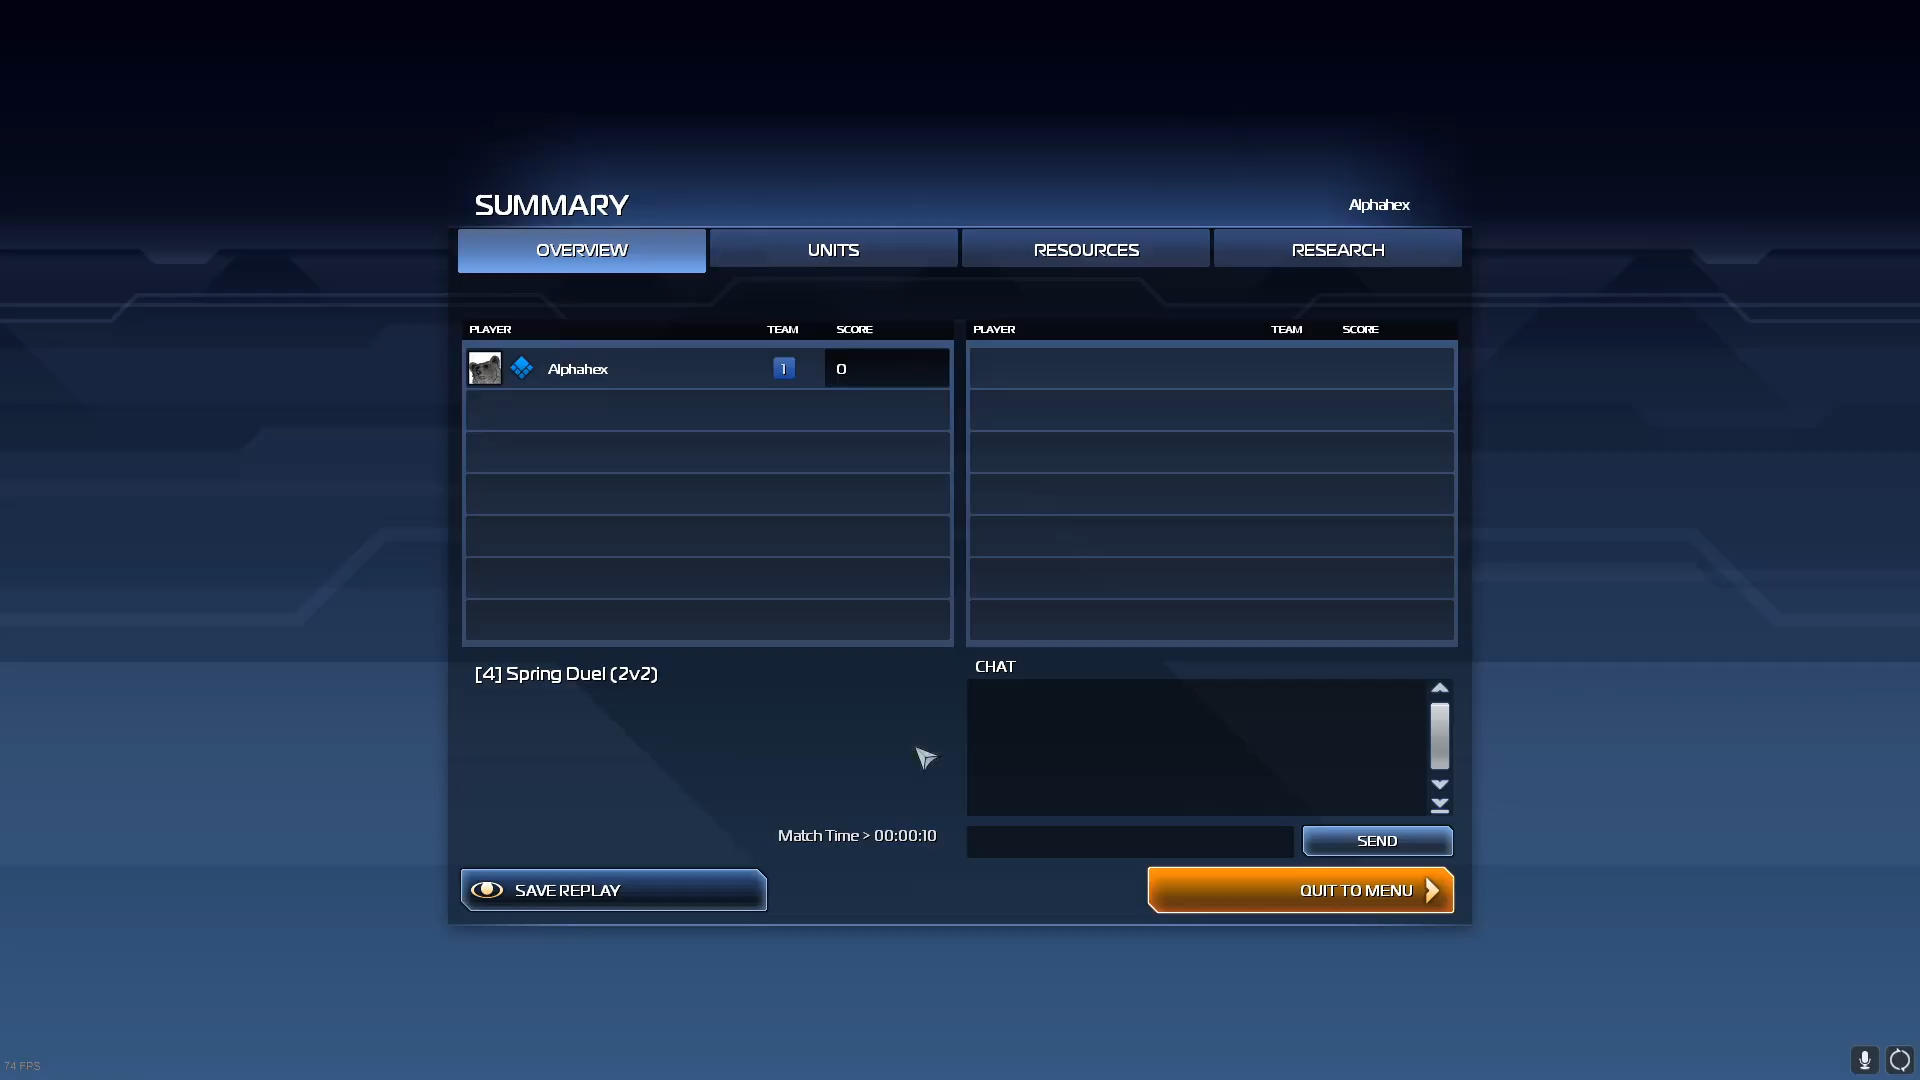 SUMMARY
Alphahex
OVERVIEW
UNITS
RESOURCES
RESEARCH
PLAYER TEAM SCORE
PLAYER TEAM SCORE
Alphahex 1 0
[4] Spring Duel (2v2)
CHAT
Match Time > 00:00:10
SEND
SAVE REPLAY
QUIT TO MENU
74 FPS